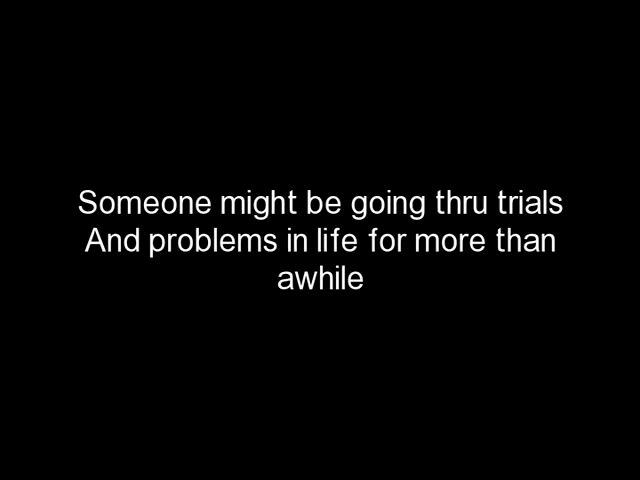 Someone might be going thru trials
And problems in life for more than
awhile